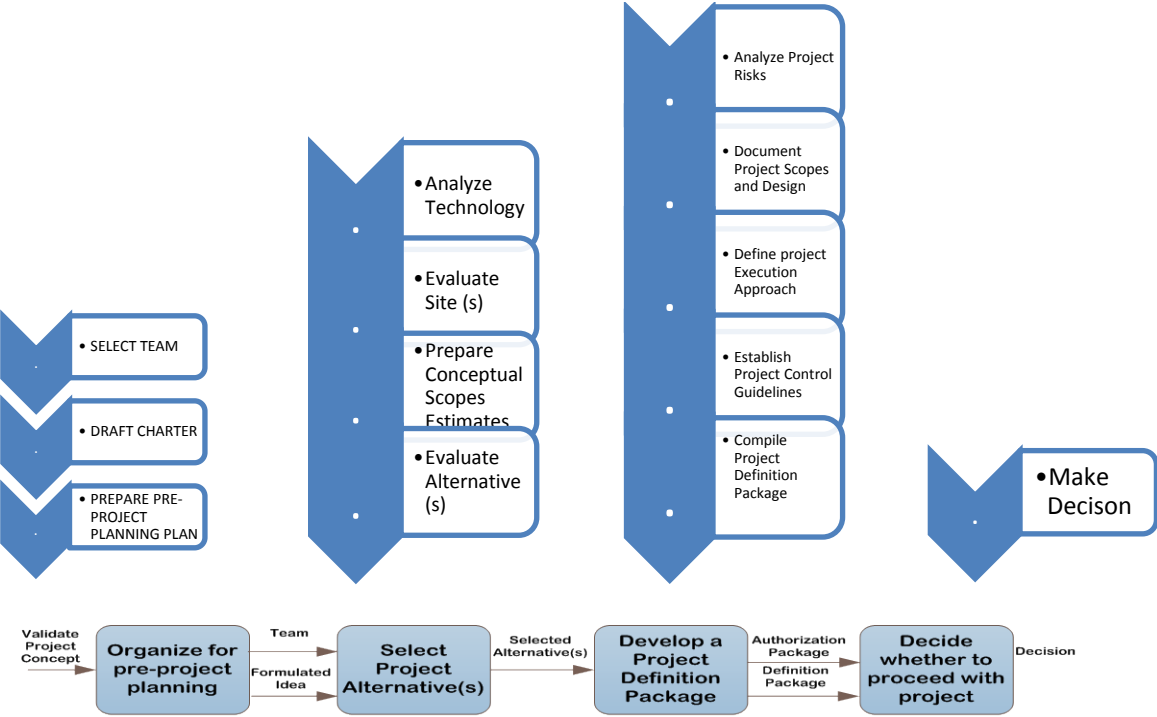 • SELECT TEAM
• DRAFT CHARTER
• PREPARE PRE-
PROJECT
PLANNING PLAN
• Analyze
Technology
• Evaluate
Site (s)
• Prepare
Conceptual
Scopes
Estimates
• Evaluate
Alternative
(s)
• Analyze Project
Risks
• Document
Project Scopes
and Design
• Define project
Execution
Approach
• Establish
Project Control
Guidelines
• Compile
Project
Definition
Package
• Make
Decison
Validate
Project
Concept
Organize for
pre-project
planning
Team
Formulated
Idea
Select
Project
Alternative(s)
Selected
Alternative(s)
Develop a
Project
Definition
Package
Authorization
Package
Definition
Package
Decide
whether to
proceed with
project
Decision